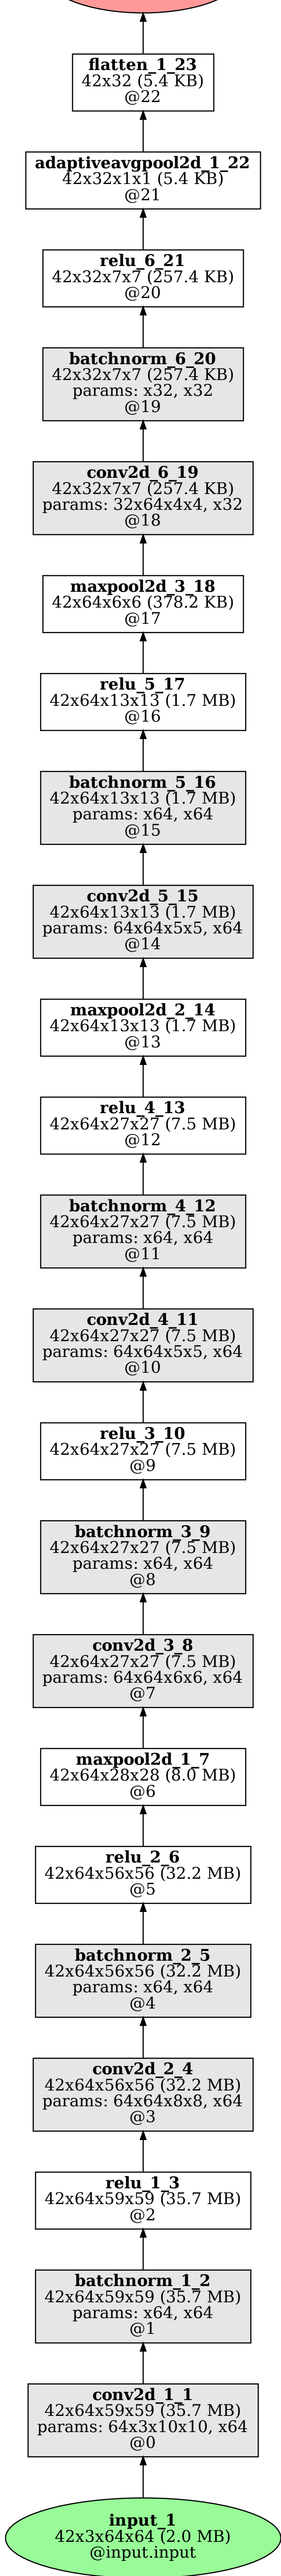 flatten_1_23
42x32 (5.4 KB)
@22
adaptiveavgpool2d_1_22
42x32x1x1 (5.4 KB)
@21
relu_6_21
42x32x7x7 (257.4 KB)
@20
batchnorm_6_20
42x32x7x7 (257.4 KB)
params: x32, x32
@19
conv2d_6_19
42x32x7x7 (257.4 KB)
params: 32x64x4x4, x32
@18
maxpool2d_3_18
42x64x6x6 (378.2 KB)
@17
relu_5_17
42x64x13x13 (1.7 MB)
@16
batchnorm_5_16
42x64x13x13 (1.7 MB)
params: x64, x64
@15
conv2d_5_15
42x64x13x13 (1.7 MB)
params: 64x64x5x5, x64
@14
maxpool2d_2_14
42x64x13x13 (1.7 MB)
@13
relu_4_13
42x64x27x27 (7.5 MB)
@12
batchnorm_4_12
42x64x27x27 (7.5 MB)
params: x64, x64
@11
conv2d_4_11
42x64x27x27 (7.5 MB)
params: 64x64x5x5, x64
@10
relu_3_10
42x64x27x27 (7.5 MB)
@9
batchnorm_3_9
42x64x27x27 (7.5 MB)
params: x64, x64
@8
conv2d_3_8
42x64x27x27 (7.5 MB)
params: 64x64x6x6, x64
@7
maxpool2d_1_7
42x64x28x28 (8.0 MB)
@6
relu_2_6
42x64x56x56 (32.2 MB)
@5
batchnorm_2_5
42x64x56x56 (32.2 MB)
params: x64, x64
@4
conv2d_2_4
42x64x56x56 (32.2 MB)
params: 64x64x8x8, x64
@3
relu_1_3
42x64x59x59 (35.7 MB)
@2
batchnorm_1_2
42x64x59x59 (35.7 MB)
params: x64, x64
@1
conv2d_1_1
42x64x59x59 (35.7 MB)
params: 64x3x10x10, x64
@0
input_1
42x3x64x64 (2.0 MB)
@input.input